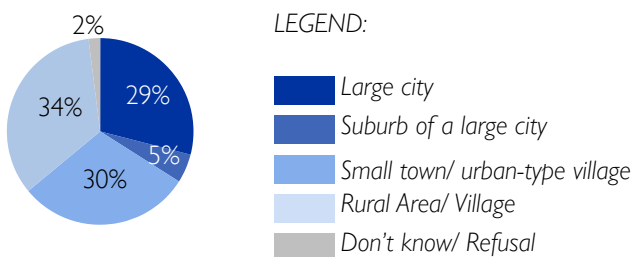 2%
29%
34%
5%
30%
LEGEND:
Large city
Suburb of a large city
Small town/ urban-type village
Rural Area/ Village
Don't know/ Refusal